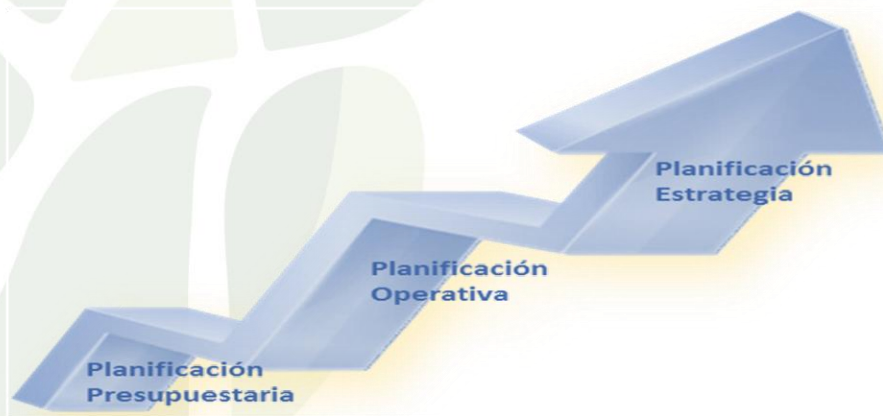 Planificación
Estrategia
Planificación
Operativa
Planificación
Presupuestaria